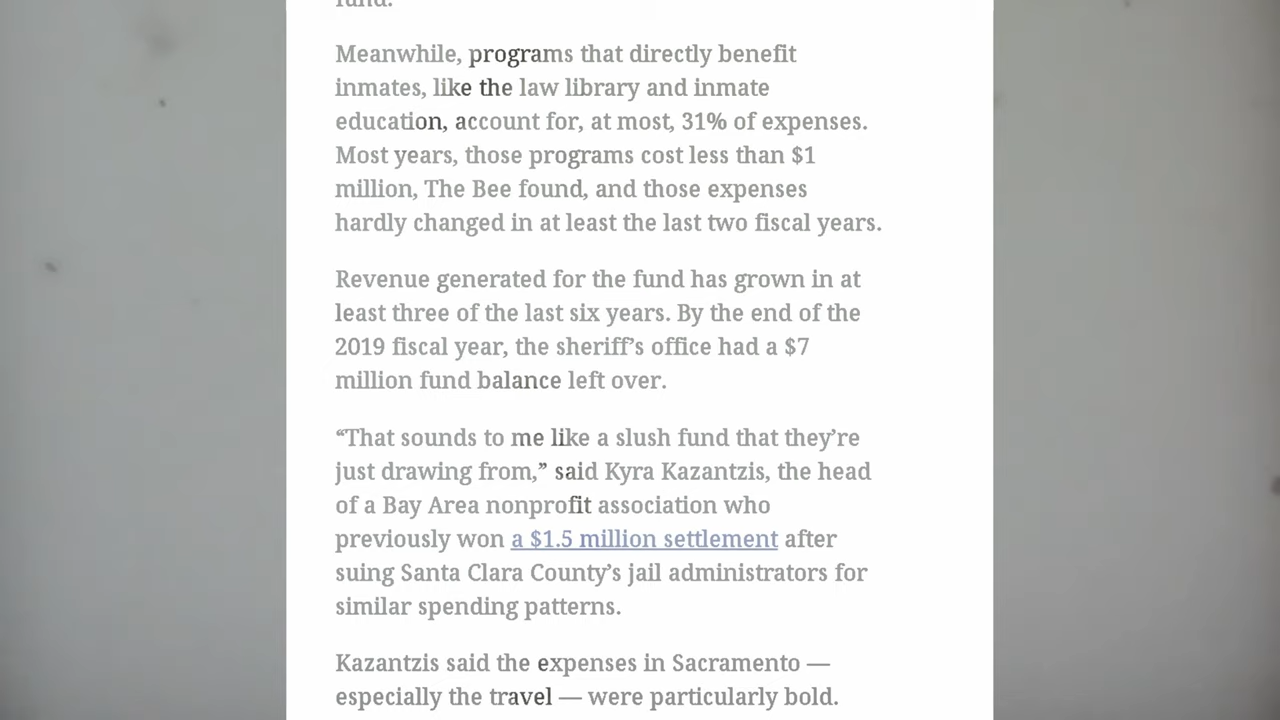 fund.
Meanwhile, programs that directly benefit
inmates, like the law library and inmate
education, account for, at most, 31% of expenses.
Most years, those programs cost less than $1
million, The Bee found, and those expenses
hardly changed in at least the last two fiscal years.
Revenue generated for the fund has grown in at
least three of the last six years. By the end of the
2019 fiscal year, the sheriff’s office had a $7
million fund balance left over.
“That sounds to me like a slush fund that they’re
just drawing from,” said Kyra Kazantzis, the head
of a Bay Area nonprofit association who
previously won a $1.5 million settlement after
suing Santa Clara County’s jail administrators for
similar spending patterns.
Kazantzis said the expenses in Sacramento —
especially the travel — were particularly bold.